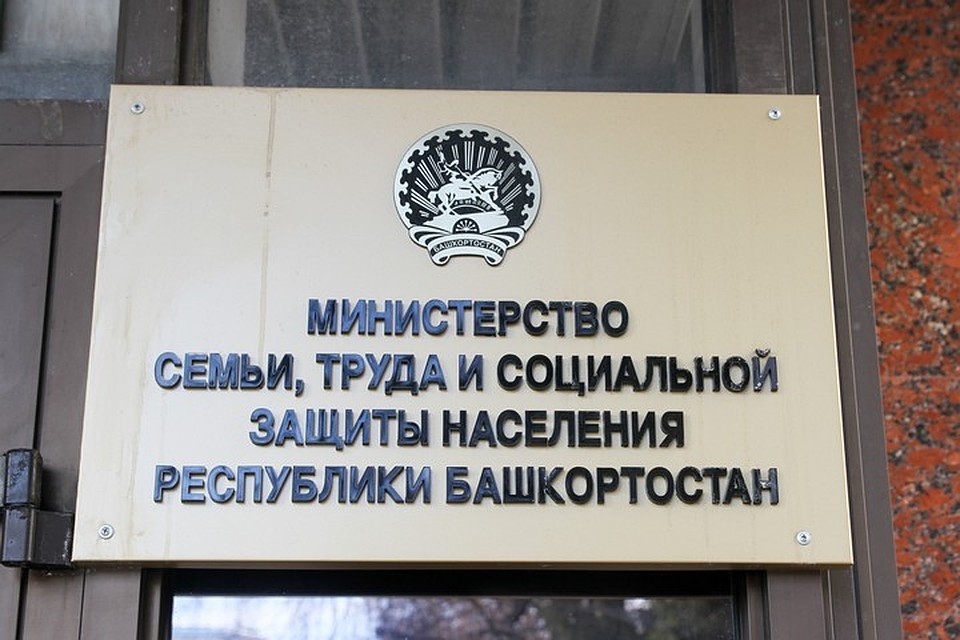 БАШКОРТОСТАН
МИНИСТЕРСТВО
СЕМЬИ, ТРУДА И СОЦИАЛЬНОЙ
ЗАЩИТЫ НАСЕЛЕНИЯ
РЕСПУБЛИКИ БАШКОРТОСТАН